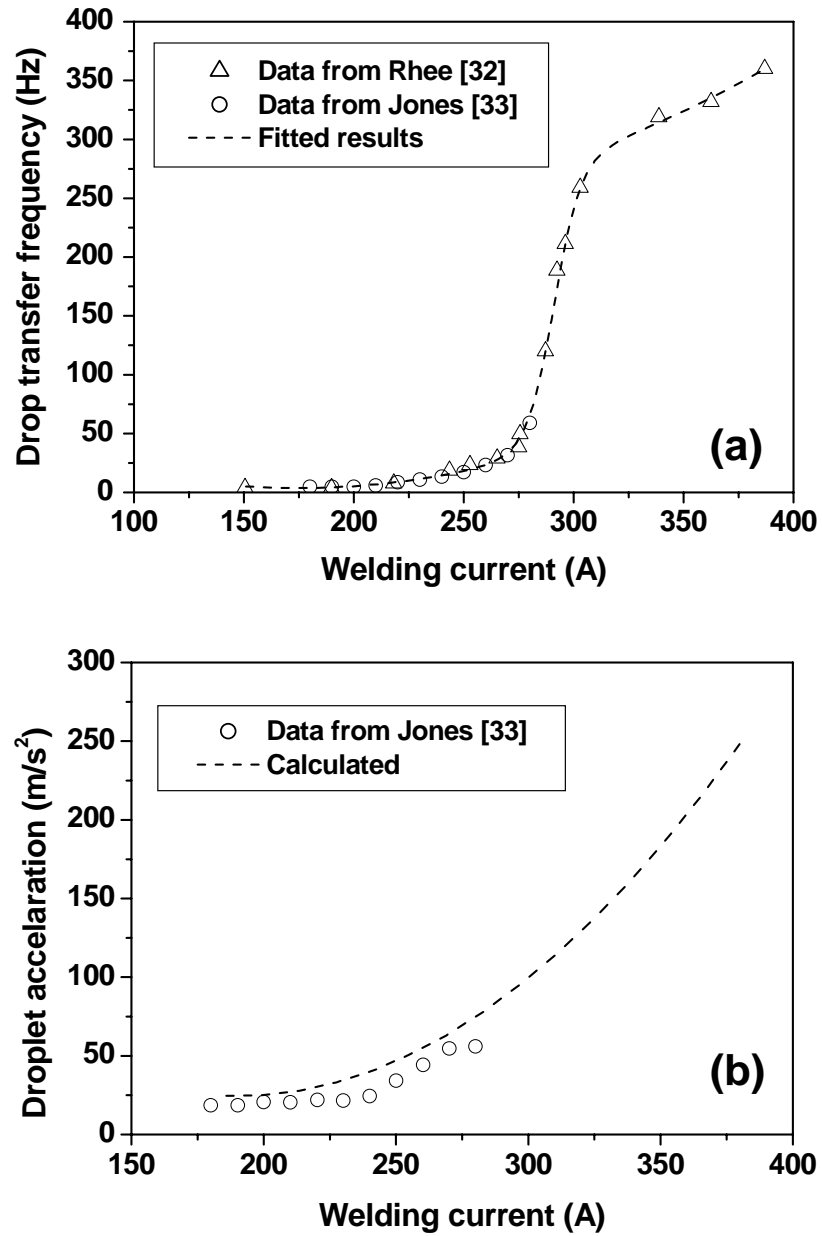 400
350
300
250
200
150
100
50
0
Drop transfer frequency (Hz)
Data from Rhee [32]
Data from Jones [33]
Fitted results
(a)
100 150 200 250 300 350 400
Welding current (A)
300
250
200
150
100
50
0
Droplet accelaration (m/s²)
Data from Jones [33]
Calculated
(b)
150 200 250 300 350 400
Welding current (A)